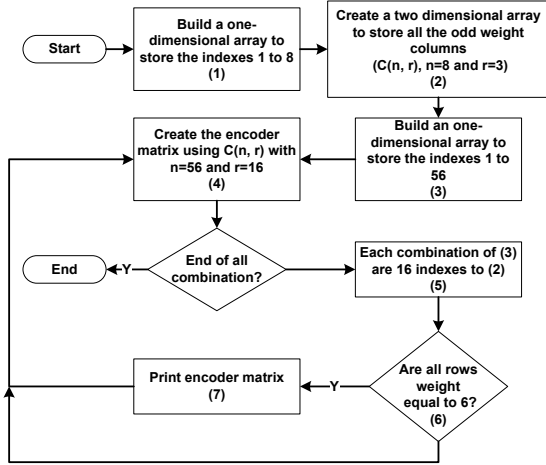 Start
Build a one-
dimensional array to
store the indexes 1 to 8
(1)
Create a two dimensional array
to store all the odd weight
columns
(C(n, r), n=8 and r=3)
(2)
Build an one-
dimensional array to
store the indexes 1 to
56
(3)
Create the encoder
matrix using C(n, r) with
n=56 and r=16
(4)
End of all
combination?
Y
End
Each combination of (3)
are 16 indexes to (2)
(5)
Are all rows
weight
equal to 6?
(6)
Y
Print encoder matrix
(7)